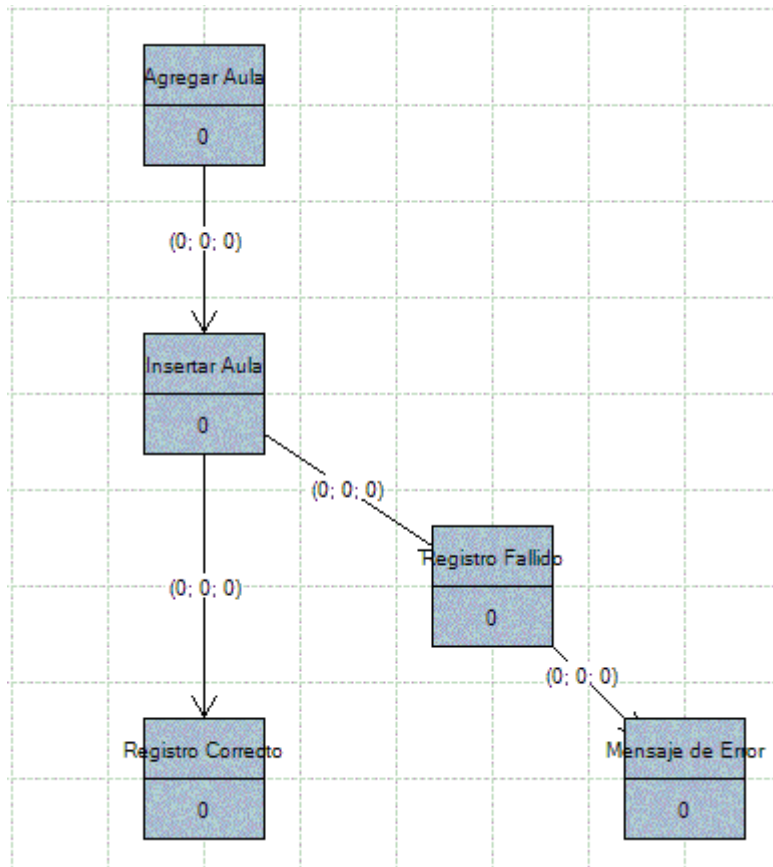 Agregar Aula
0
(0; 0; 0)
Insertar Aula
0
(0; 0; 0)
(0; 0; 0)
Registro Fallido
0
(0; 0; 0)
Registro Correcto
0
Mensaje de Error
0